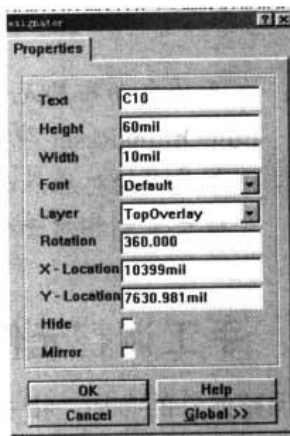 esignator
Properties
Text C10
Height 60mil
Width 10mil
Font Default
Layer TopOverlay
Rotation 360.000
X - Location 10399mil
Y - Location 7630.981mil
Hide
Mirror
OK Help
Cancel Global >>